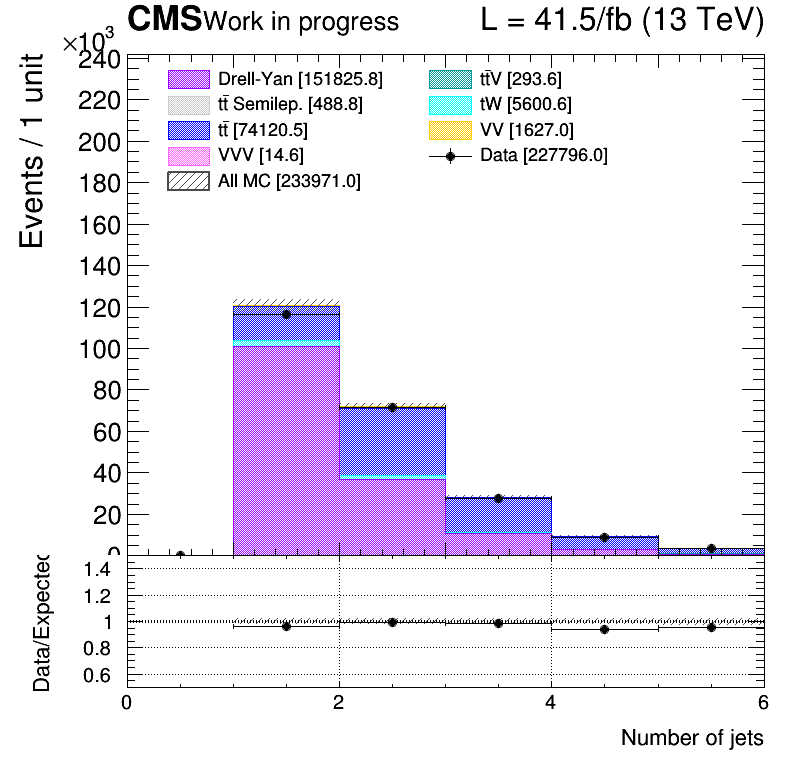 CMS Work in progress L = 41.5/fb (13 TeV)
×10³
Events / 1 unit
240
220
200
180
160
140
120
100
80
60
40
20
0
Drell-Yan [151825.8]
tt̄ Semilep. [488.8]
tt̄ [74120.5]
VVV [14.6]
All MC [233971.0]
tt̄V [293.6]
tW [5600.6]
VV [1627.0]
Data [227796.0]
Data/Expected
1.4
1.2
1
0.8
0.6
0 2 4 6
Number of jets